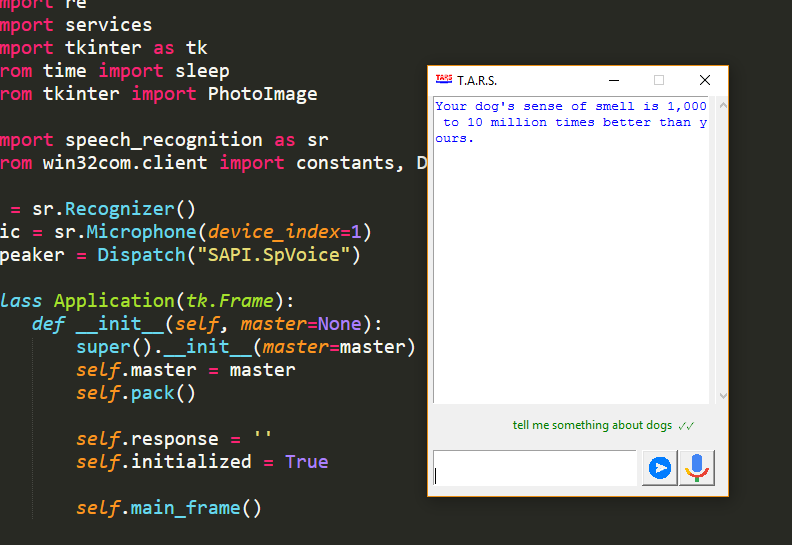 mport re
mport services
mport tkinter as tk
rom time import sleep
rom tkinter import PhotoImage
mport speech_recognition as sr
rom win32com.client import constants, D
= sr.Recognizer()
ic = sr.Microphone(device_index=1)
peaker = Dispatch("SAPI.SpVoice")
lass Application(tk.Frame):
def __init__(self, master=None):
super().__init__(master=master)
self.master = master
self.pack()
self.response = ''
self.initialized = True
self.main_frame()
TARS T.A.R.S.
Your dog's sense of smell is 1,000
to 10 million times better than y
ours.
tell me something about dogs ✓✓